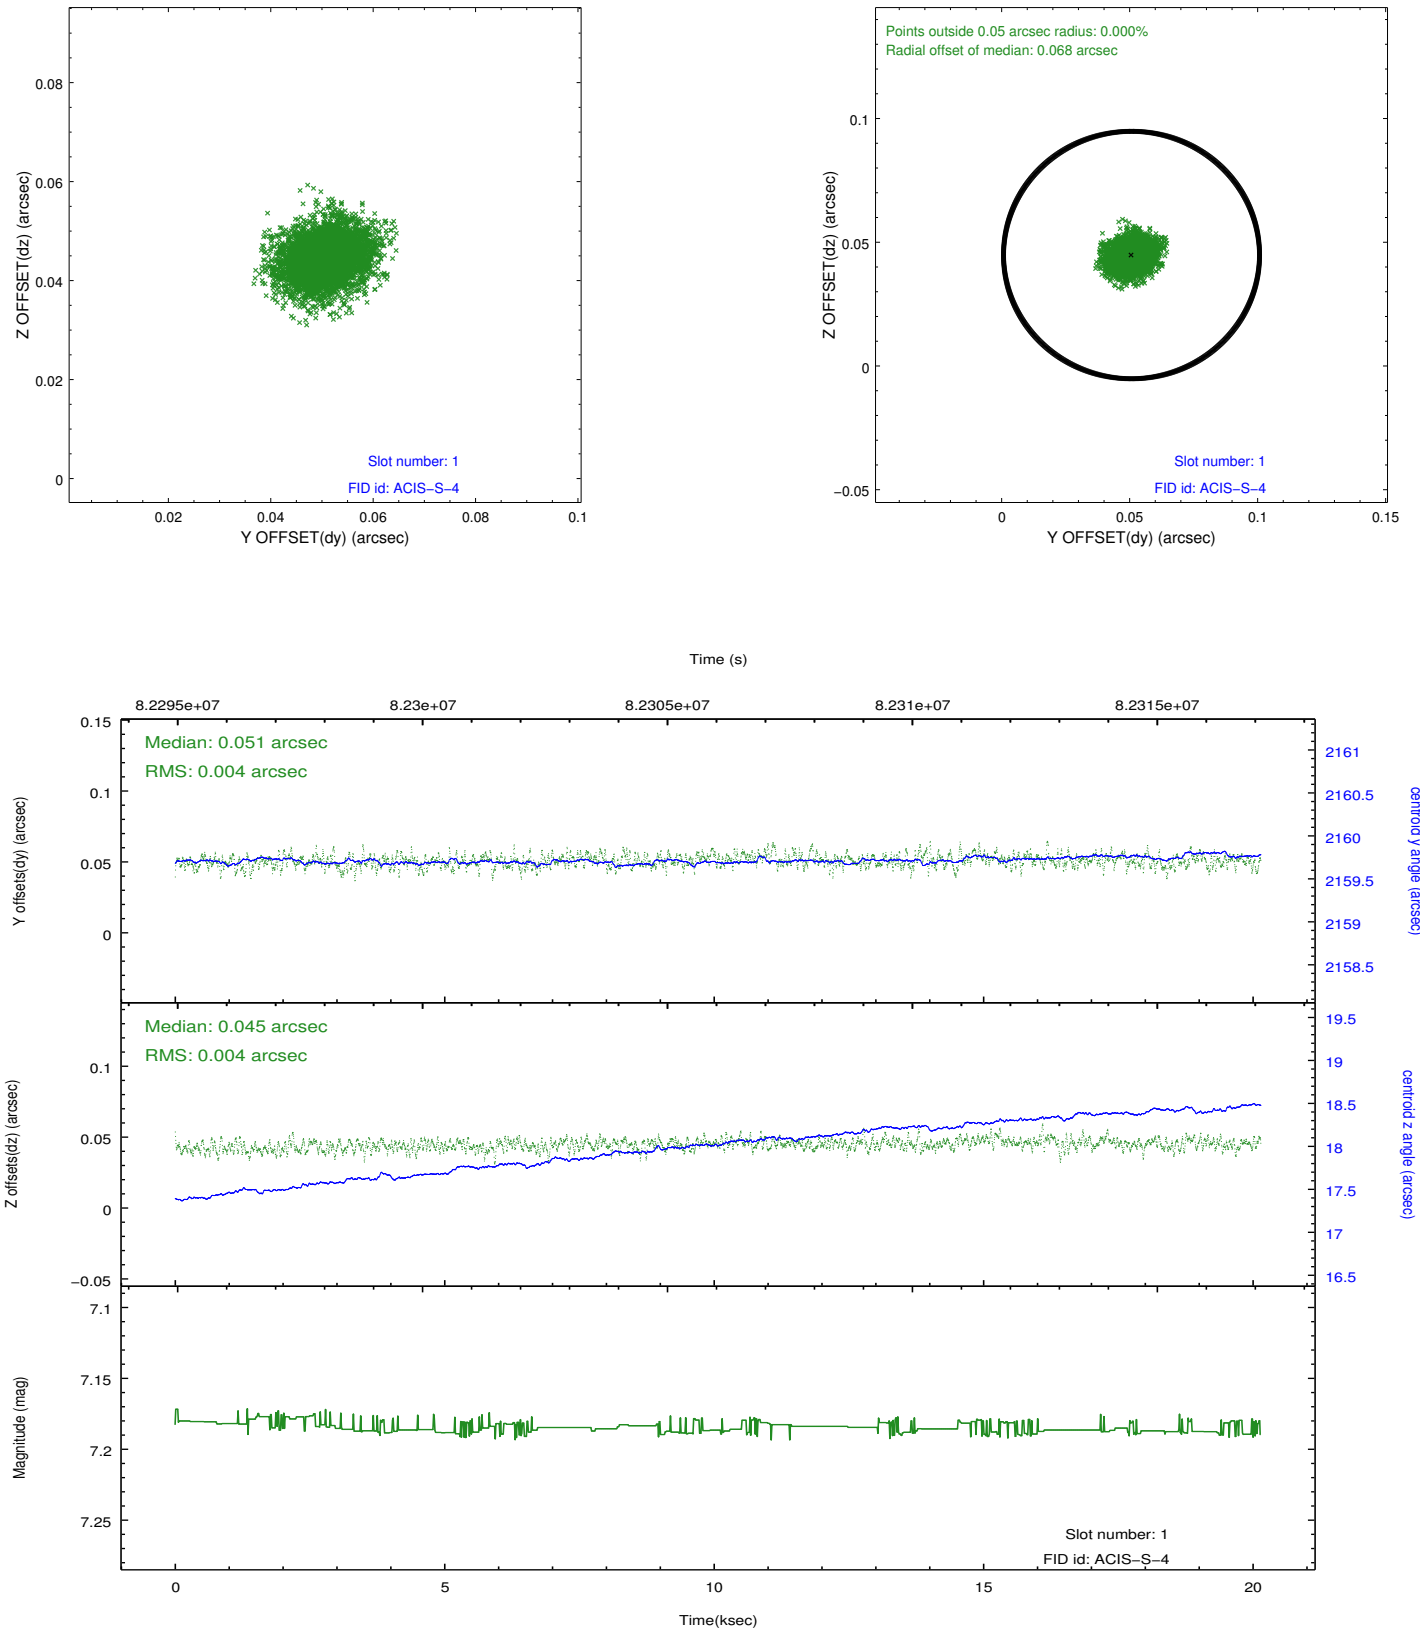 0.08
0.06
0.04
0.02
0
Z OFFSET(dz) (arcsec)
Slot number: 1
FID id: ACIS−S−4
0.02 0.04 0.06 0.08 0.1
Y OFFSET(dy) (arcsec)
Points outside 0.05 arcsec radius: 0.000%
Radial offset of median: 0.068 arcsec
0.1
0.05
0
−0.05
Z OFFSET(dz) (arcsec)
Slot number: 1
FID id: ACIS−S−4
0 0.05 0.1 0.15
Y OFFSET(dy) (arcsec)
Time (s)
8.2295e+07 8.23e+07 8.2305e+07 8.231e+07 8.2315e+07
Median: 0.051 arcsec
RMS: 0.004 arcsec
0.15
0.1
0.05
0
Y offsets(dy) (arcsec)
2161
2160.5
2160
2159.5
2159
2158.5
centroid y angle (arcsec)
Median: 0.045 arcsec
RMS: 0.004 arcsec
0.1
0.05
0
−0.05
Z offsets(dz) (arcsec)
19.5
19
18.5
18
17.5
17
16.5
centroid z angle (arcsec)
7.1
7.15
7.2
7.25
Magnitude (mag)
Slot number: 1
FID id: ACIS−S−4
0 5 10 15 20
Time(ksec)